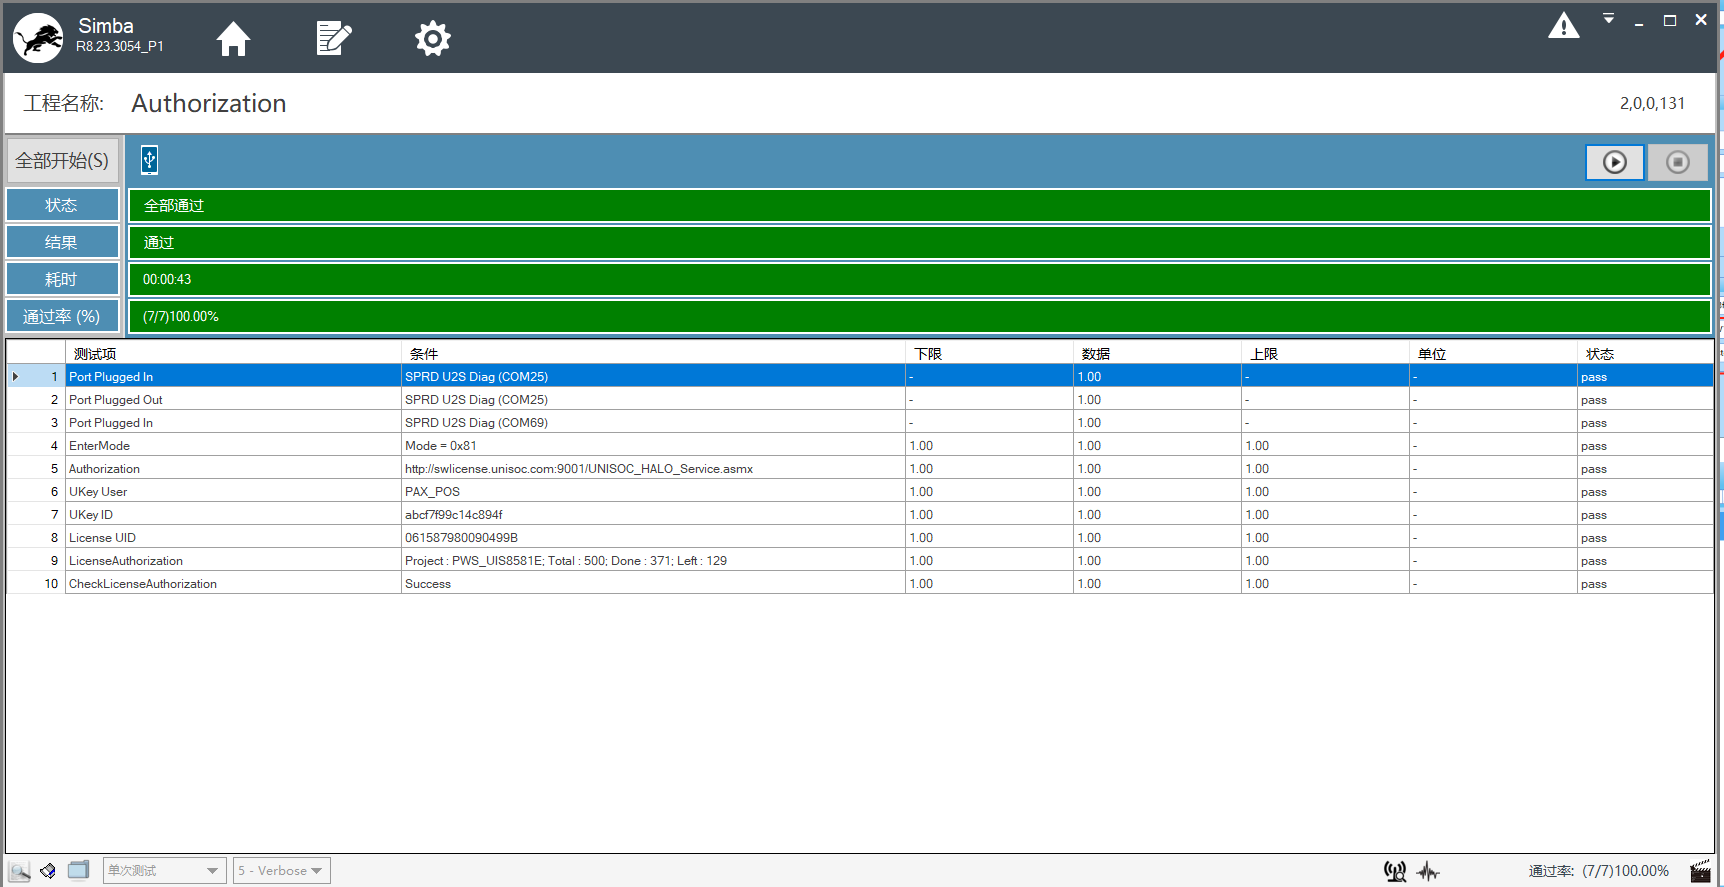 Simba
R8.23.3054_P1
工程名称: Authorization 2,0,0,131
全部开始(S)
状态 全部通过
结果 通过
耗时 00:00:43
通过率 (%) (7/7)100.00%
测试项 条件 下限 数据 上限 单位 状态
1 Port Plugged In SPRD U2S Diag (COM25) - 1.00 - - pass
2 Port Plugged Out SPRD U2S Diag (COM25) - 1.00 - - pass
3 Port Plugged In SPRD U2S Diag (COM69) - 1.00 - - pass
4 EnterMode Mode = 0x81 1.00 1.00 1.00 - pass
5 Authorization http://swlicense.unisoc.com:9001/UNISOC_HALO_Service.asmx 1.00 1.00 1.00 - pass
6 UKey User PAX_POS 1.00 1.00 1.00 - pass
7 UKey ID abcf7f99c14c894f 1.00 1.00 1.00 - pass
8 License UID 061587980090499B 1.00 1.00 1.00 - pass
9 LicenseAuthorization Project : PWS_UIS8581E; Total : 500; Done : 371; Left : 129 1.00 1.00 1.00 - pass
10 CheckLicenseAuthorization Success 1.00 1.00 1.00 - pass
单次测试 5 - Verbose 通过率: (7/7)100.00%